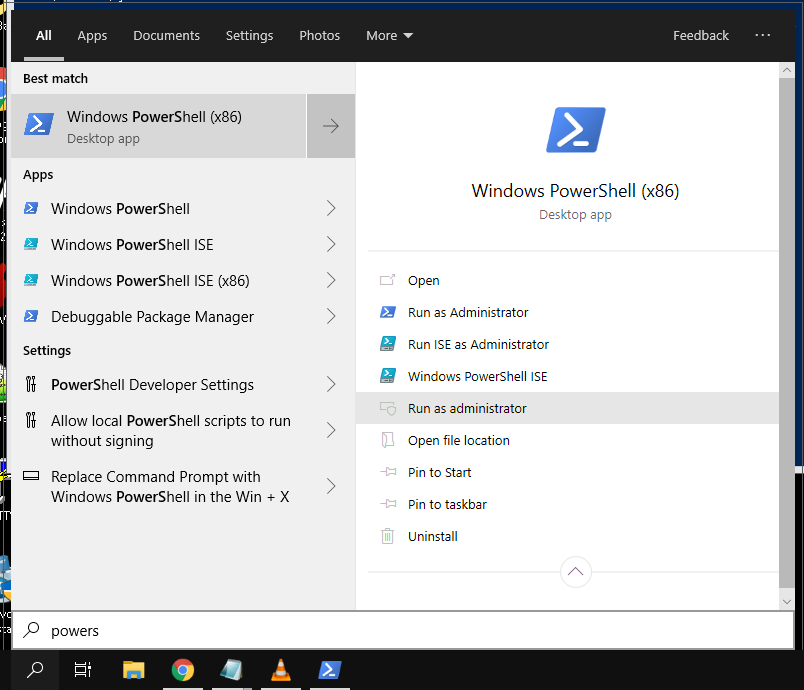 All Apps Documents Settings Photos More Feedback ...
Best match
Windows PowerShell (x86)
Desktop app
Apps
Windows PowerShell
Windows PowerShell ISE
Windows PowerShell ISE (x86)
Debuggable Package Manager
Settings
PowerShell Developer Settings
Allow local PowerShell scripts to run
without signing
Replace Command Prompt with
Windows PowerShell in the Win + X
Windows PowerShell (x86)
Desktop app
Open
Run as Administrator
Run ISE as Administrator
Windows PowerShell ISE
Run as administrator
Open file location
Pin to Start
Pin to taskbar
Uninstall
powers